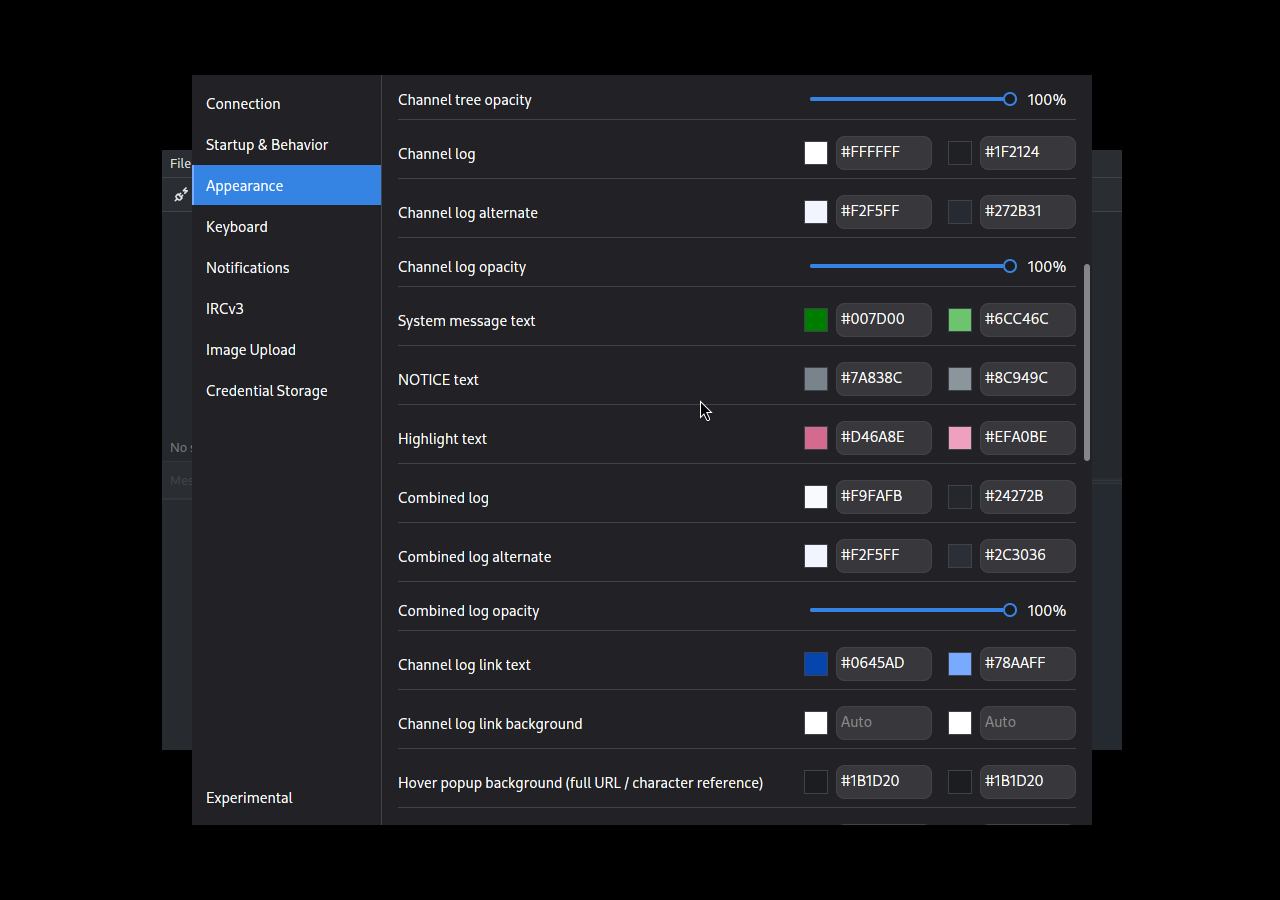 File
No
Mes
Connection
Startup & Behavior
Appearance
Keyboard
Notifications
IRCv3
Image Upload
Credential Storage
Experimental
Channel tree opacity 100%
Channel log #FFFFFF #1F2124
Channel log alternate #F2F5FF #272B31
Channel log opacity 100%
System message text #007D00 #6CC46C
NOTICE text #7A838C #8C949C
Highlight text #D46A8E #EFA0BE
Combined log #F9FAFB #24272B
Combined log alternate #F2F5FF #2C3036
Combined log opacity 100%
Channel log link text #0645AD #78AAFF
Channel log link background Auto Auto
Hover popup background (full URL / character reference) #1B1D20 #1B1D20